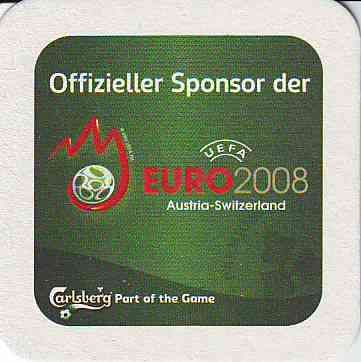 Offizieller Sponsor der
UEFA
EURO2008
Austria-Switzerland
Carlsberg Part of the Game